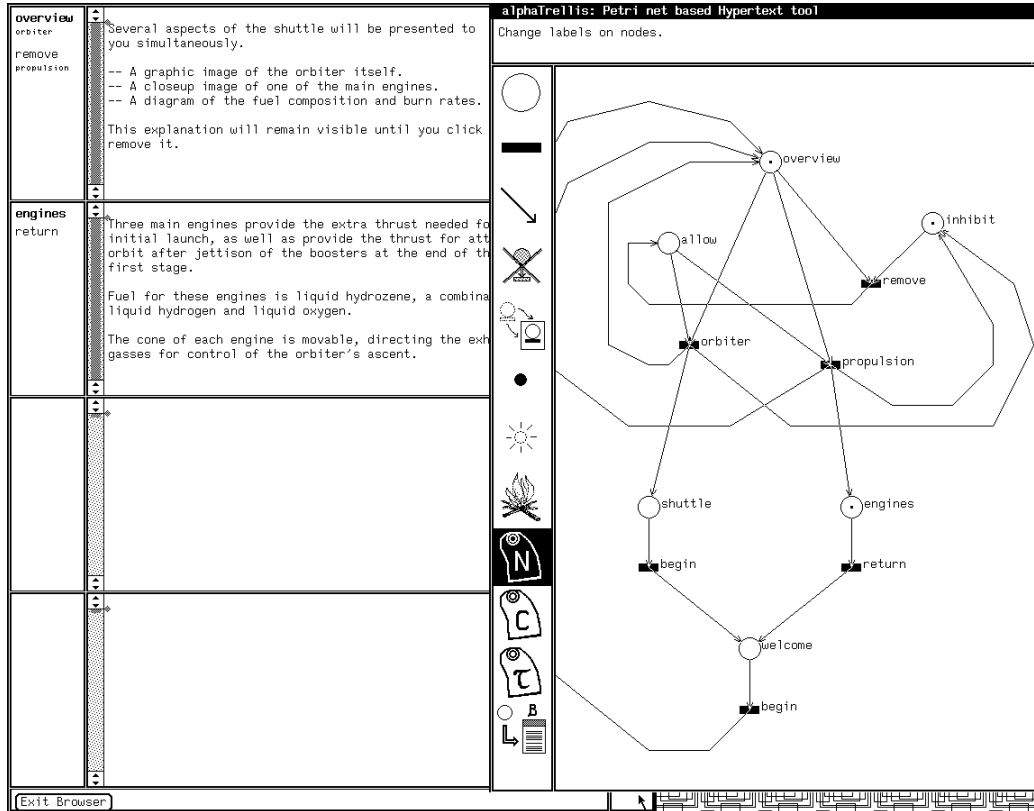 overview
orbiter
remove
propulsion
Several aspects of the shuttle will be presented to
you simultaneously.
-- A graphic image of the orbiter itself.
-- A closeup image of one of the main engines.
-- A diagram of the fuel composition and burn rates.
This explanation will remain visible until you click
remove it.
engines
return
Three main engines provide the extra thrust needed fo
initial launch, as well as provide the thrust for att
orbit after jettison of the boosters at the end of th
first stage.
Fuel for these engines is liquid hydrozene, a combina
liquid hydrogen and liquid oxygen.
The cone of each engine is movable, directing the exh
gasses for control of the orbiter's ascent.
Exit Browser
alphaTrellis: Petri net based Hypertext tool
Change labels on nodes.
N
C
τ
B
overview
inhibit
allow
remove
orbiter
propulsion
shuttle
engines
begin
return
welcome
begin